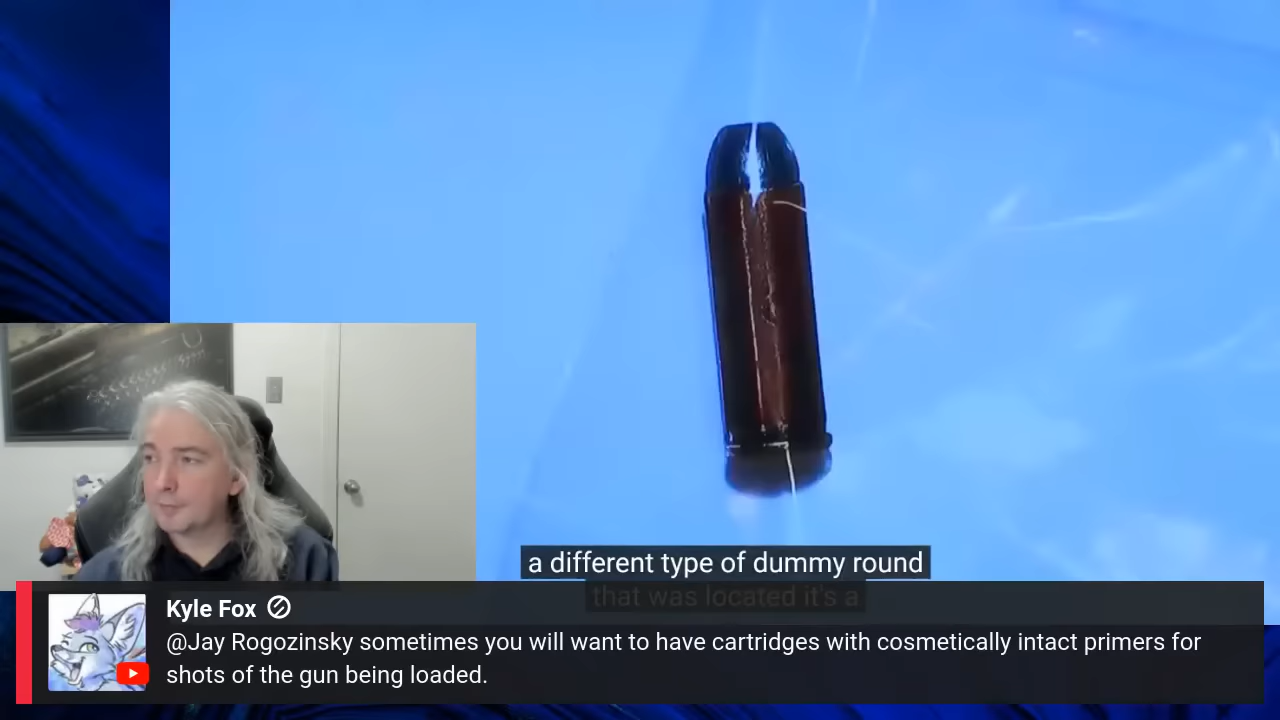 a different type of dummy round
that was located it's a
Kyle Fox
@Jay Rogozinsky sometimes you will want to have cartridges with cosmetically intact primers for
shots of the gun being loaded.